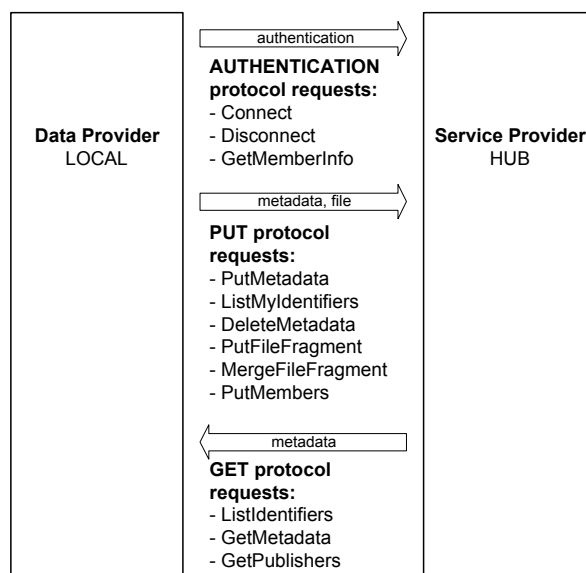 authentication
AUTHENTICATION
protocol requests:
- Connect
- Disconnect
- GetMemberInfo
Data Provider
LOCAL
Service Provider
HUB
metadata, file
PUT protocol
requests:
- PutMetadata
- ListMyIdentifiers
- DeleteMetadata
- PutFileFragment
- MergeFileFragment
- PutMembers
metadata
GET protocol
requests:
- ListIdentifiers
- GetMetadata
- GetPublishers